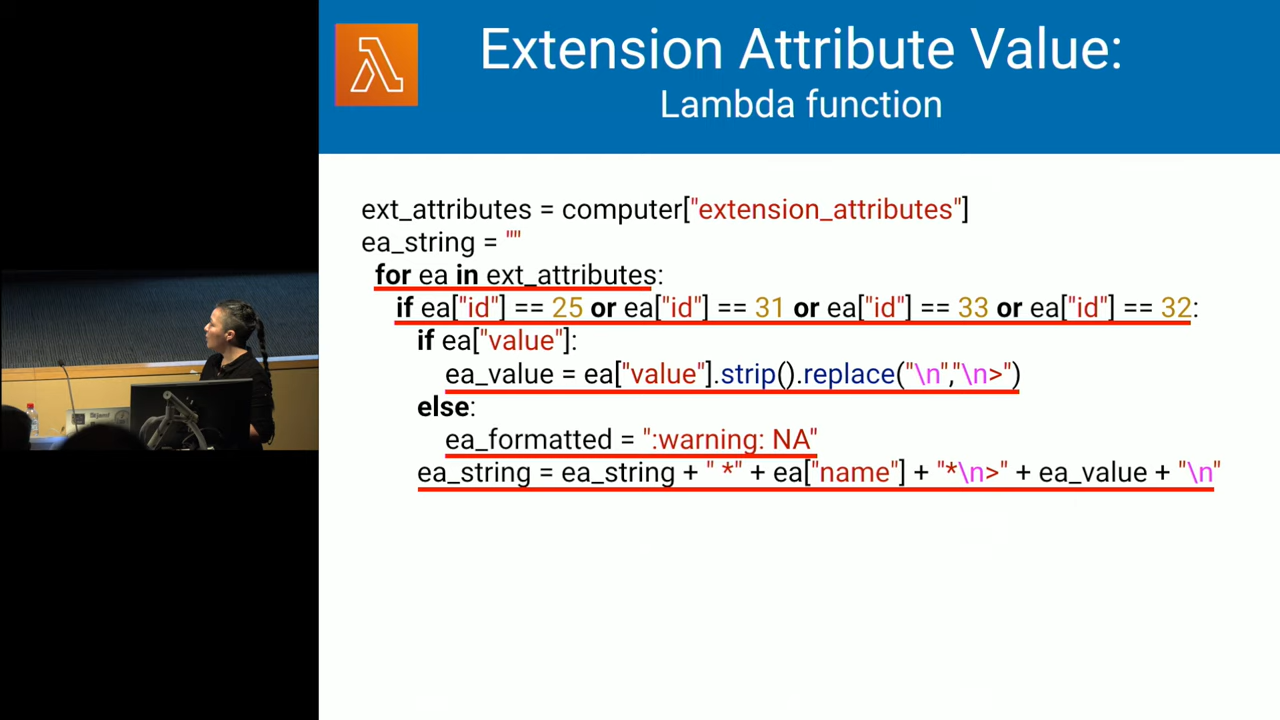 Extension Attribute Value:
Lambda function
ext_attributes = computer["extension_attributes"]
ea_string = ""
for ea in ext_attributes:
if ea["id"] == 25 or ea["id"] == 31 or ea["id"] == 33 or ea["id"] == 32:
if ea["value"]:
ea_value = ea["value"].strip().replace("\n","\n>")
else:
ea_formatted = ":warning: NA"
ea_string = ea_string + " *" + ea["name"] + "*\n>" + ea_value + "\n"